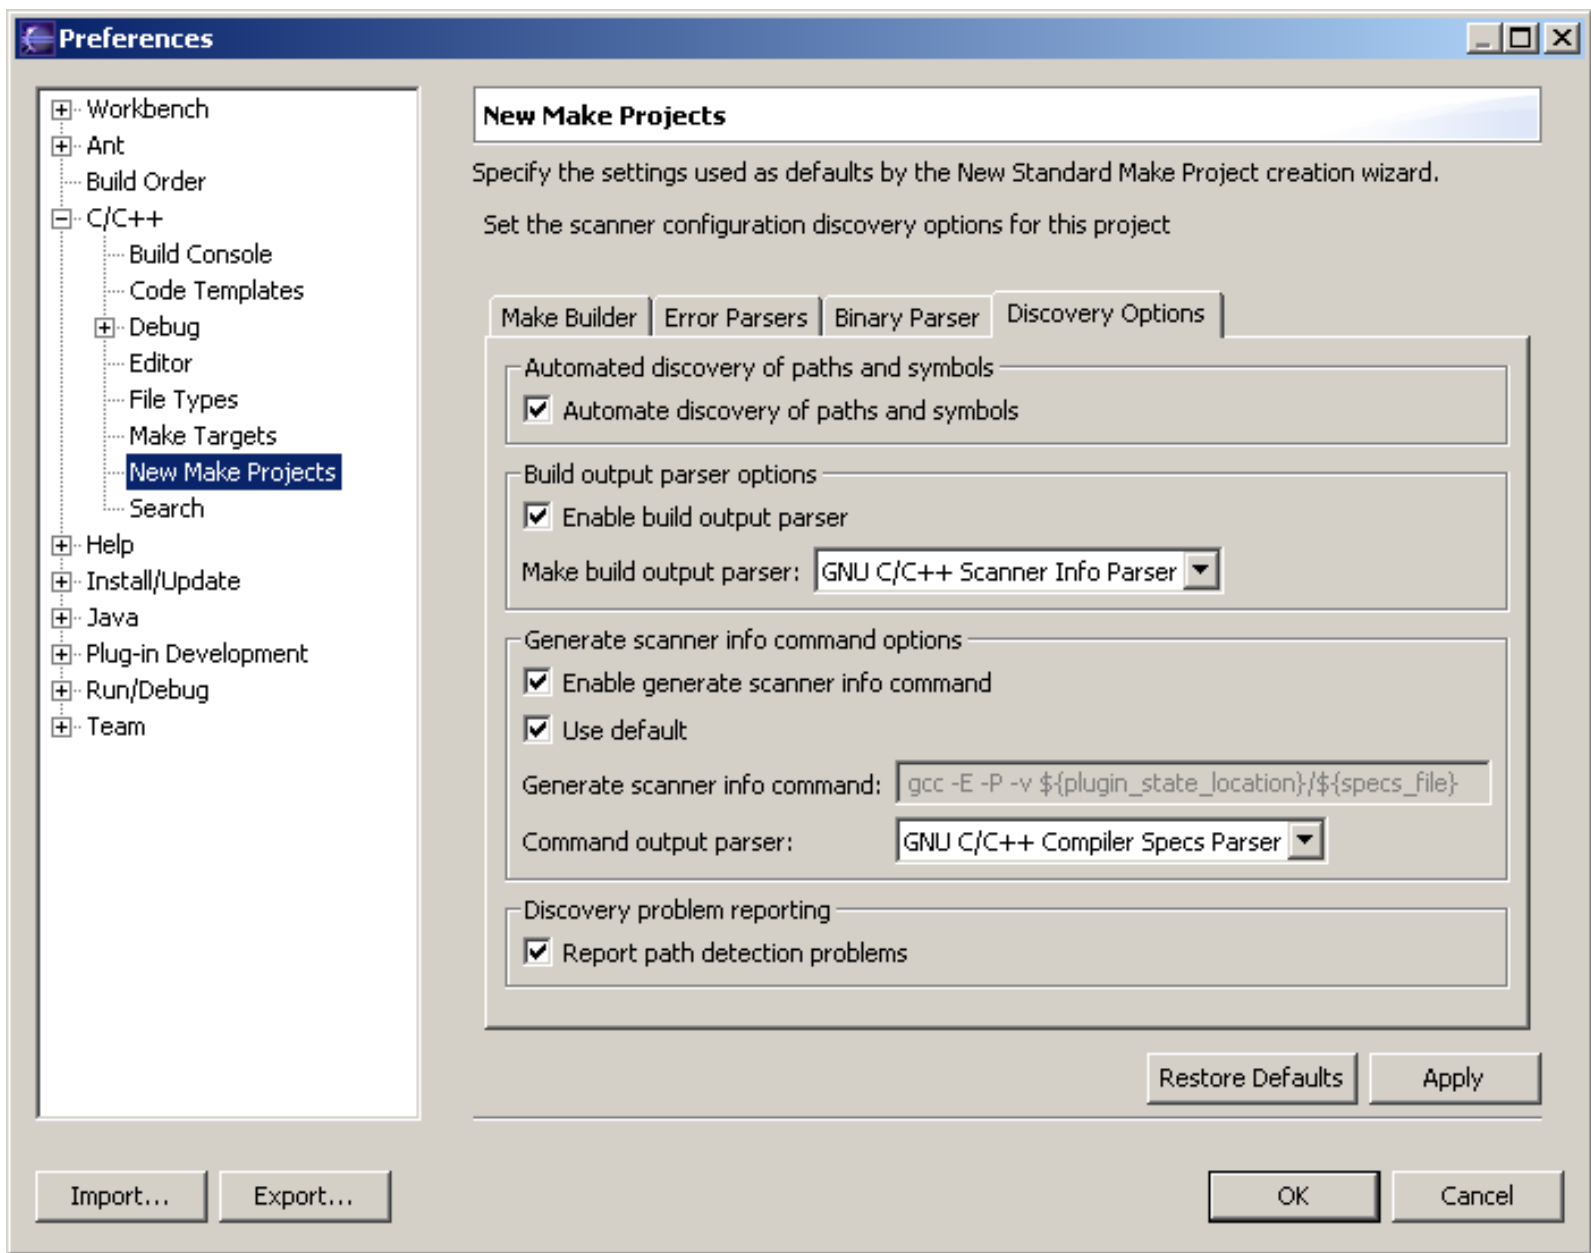 Preferences
Workbench
Ant
Build Order
C/C++
Build Console
Code Templates
Debug
Editor
File Types
Make Targets
New Make Projects
Search
Help
Install/Update
Java
Plug-in Development
Run/Debug
Team
New Make Projects
Specify the settings used as defaults by the New Standard Make Project creation wizard.
Set the scanner configuration discovery options for this project
Make Builder Error Parsers Binary Parser Discovery Options
Automated discovery of paths and symbols
Automate discovery of paths and symbols
Build output parser options
Enable build output parser
Make build output parser: GNU C/C++ Scanner Info Parser
Generate scanner info command options
Enable generate scanner info command
Use default
Generate scanner info command: gcc -E -P -v ${plugin_state_location}/${specs_file}
Command output parser: GNU C/C++ Compiler Specs Parser
Discovery problem reporting
Report path detection problems
Restore Defaults Apply
Import... Export... OK Cancel